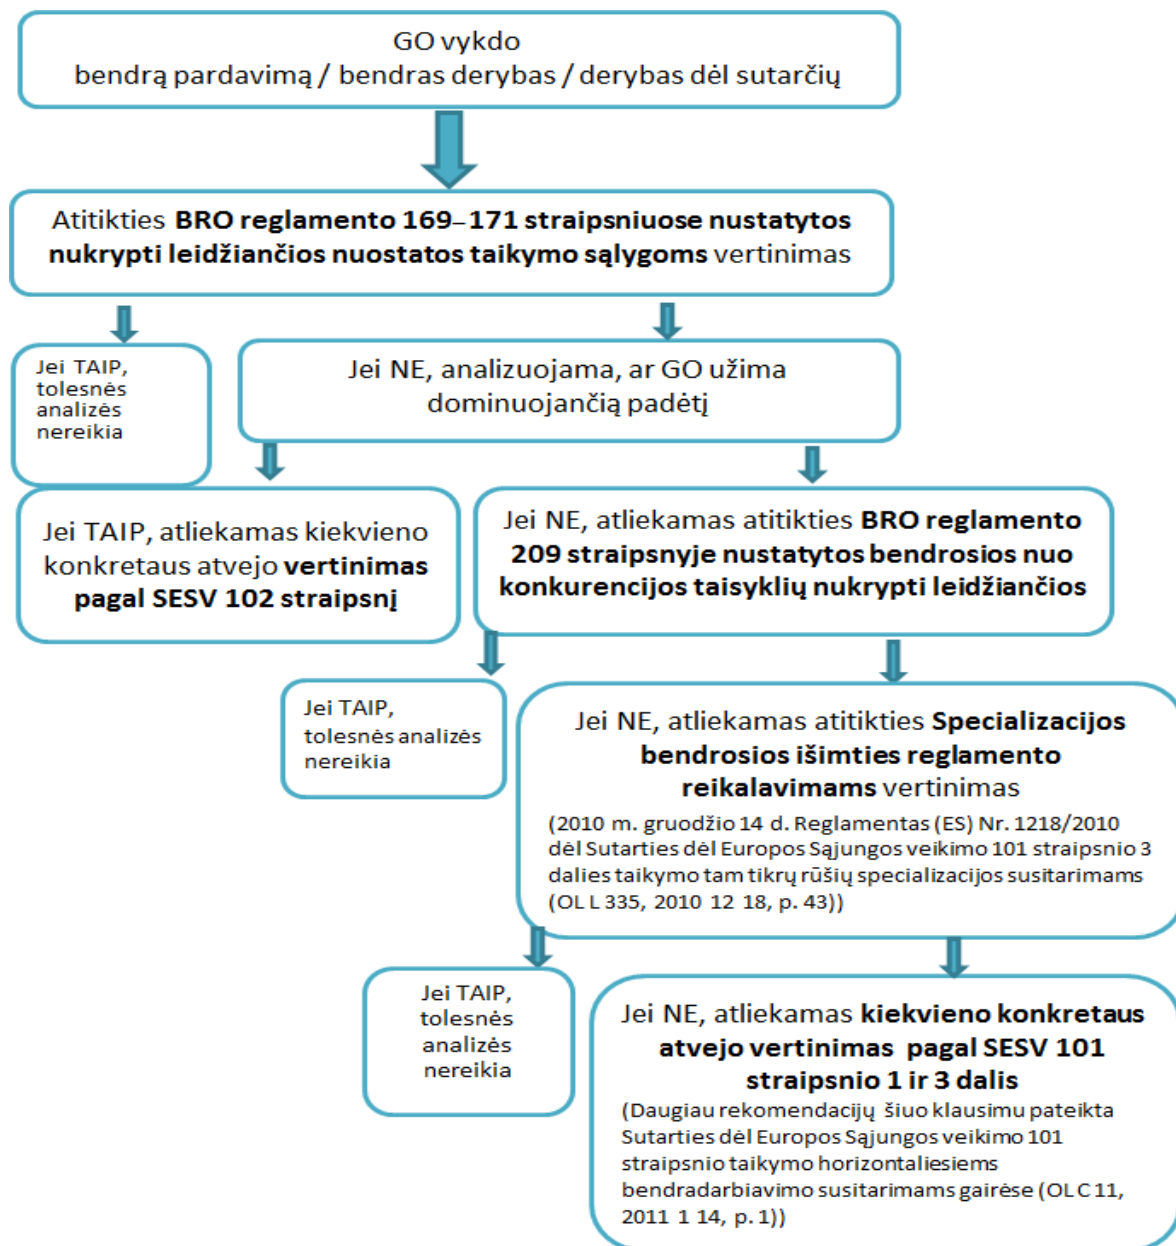 GO vykdo
bendrą pardavimą / bendras derybas / derybas dėl sutarčių
Atitikties BRO reglamento 169–171 straipsniuose nustatytos
nukrypti leidžiančios nuostatos taikymo sąlygoms vertinimas
Jei TAIP,
tolesnės
analizės
nereikia
Jei NE, analizuojama, ar GO užima
dominuojančią padėtį
Jei TAIP, atliekamas kiekvieno
konkretaus atvejo vertinimas
pagal SESV 102 straipsnį
Jei NE, atliekamas atitikties BRO reglamento
209 straipsnyje nustatytos bendrosios nuo
konkurencijos taisyklių nukrypti leidžiančios
Jei TAIP,
tolesnės analizės
nereikia
Jei NE, atliekamas atitikties Specializacijos
bendrosios išimties reglamento
reikalavimams vertinimas
(2010 m. gruodžio 14 d. Reglamentas (ES) Nr. 1218/2010
dėl Sutarties dėl Europos Sąjungos veikimo 101 straipsnio 3
dalies taikymo tam tikrų rūšių specializacijos susitarimams
(OL L 335, 2010 12 18, p. 43))
Jei TAIP,
tolesnės
analizės
nereikia
Jei NE, atliekamas kiekvieno konkretaus
atvejo vertinimas pagal SESV 101
straipsnio 1 ir 3 dalis
(Daugiau rekomendacijų šiuo klausimu pateikta
Sutarties dėl Europos Sąjungos veikimo 101
straipsnio taikymo horizontaliesiems
bendradarbiavimo susitarimams gairėse (OL C 11,
2011 1 14, p. 1))